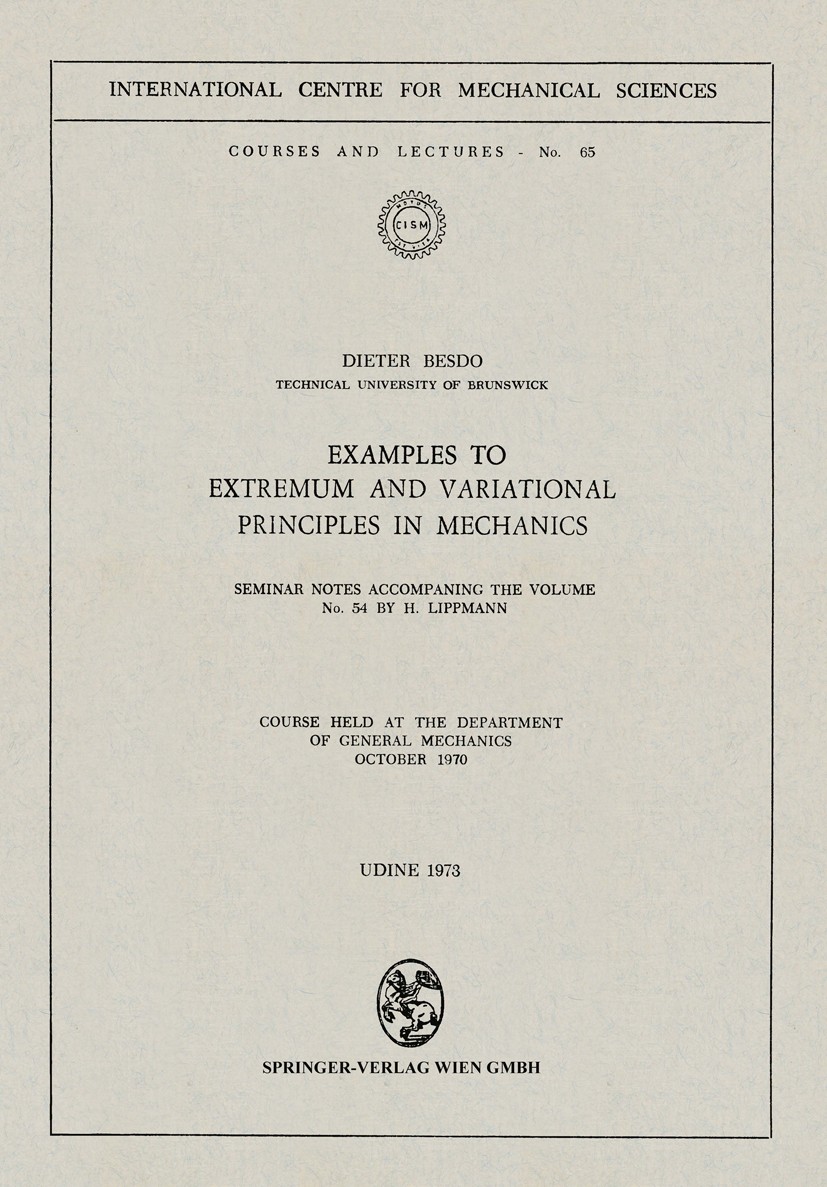 INTERNATIONAL CENTRE FOR MECHANICAL SCIENCES
COURSES AND LECTURES - No. 65
CISM
DIETER BESDO
TECHNICAL UNIVERSITY OF BRUNSWICK
EXAMPLES TO
EXTREMUM AND VARIATIONAL
PRINCIPLES IN MECHANICS
SEMINAR NOTES ACCOMPANING THE VOLUME
No. 54 BY H. LIPPMANN
COURSE HELD AT THE DEPARTMENT
OF GENERAL MECHANICS
OCTOBER 1970
UDINE 1973
SPRINGER-VERLAG WIEN GMBH